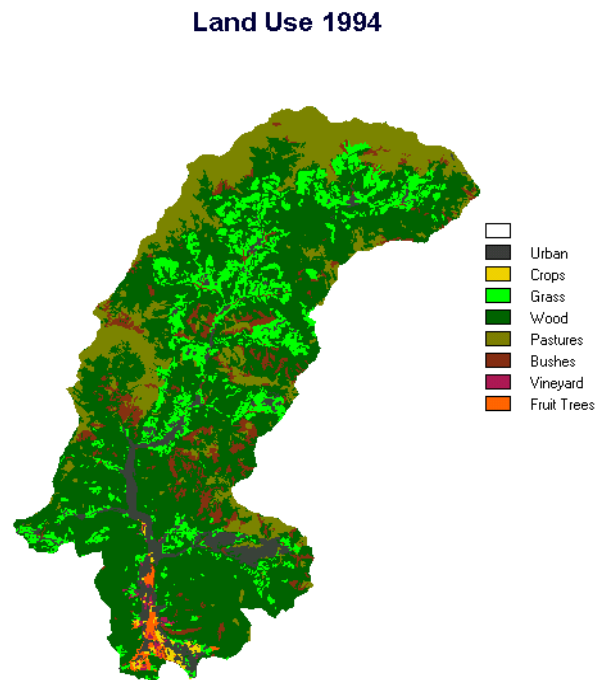 Land Use 1994
Urban
Crops
Grass
Wood
Pastures
Bushes
Vineyard
Fruit Trees